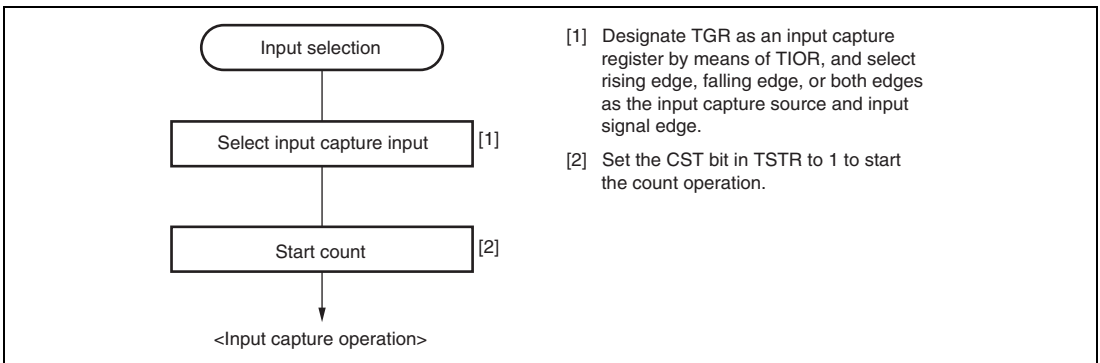 Input selection
Select input capture input
[1]
Start count
[2]
<Input capture operation>
[1] Designate TGR as an input capture
register by means of TIOR, and select
rising edge, falling edge, or both edges
as the input capture source and input
signal edge.
[2] Set the CST bit in TSTR to 1 to start
the count operation.